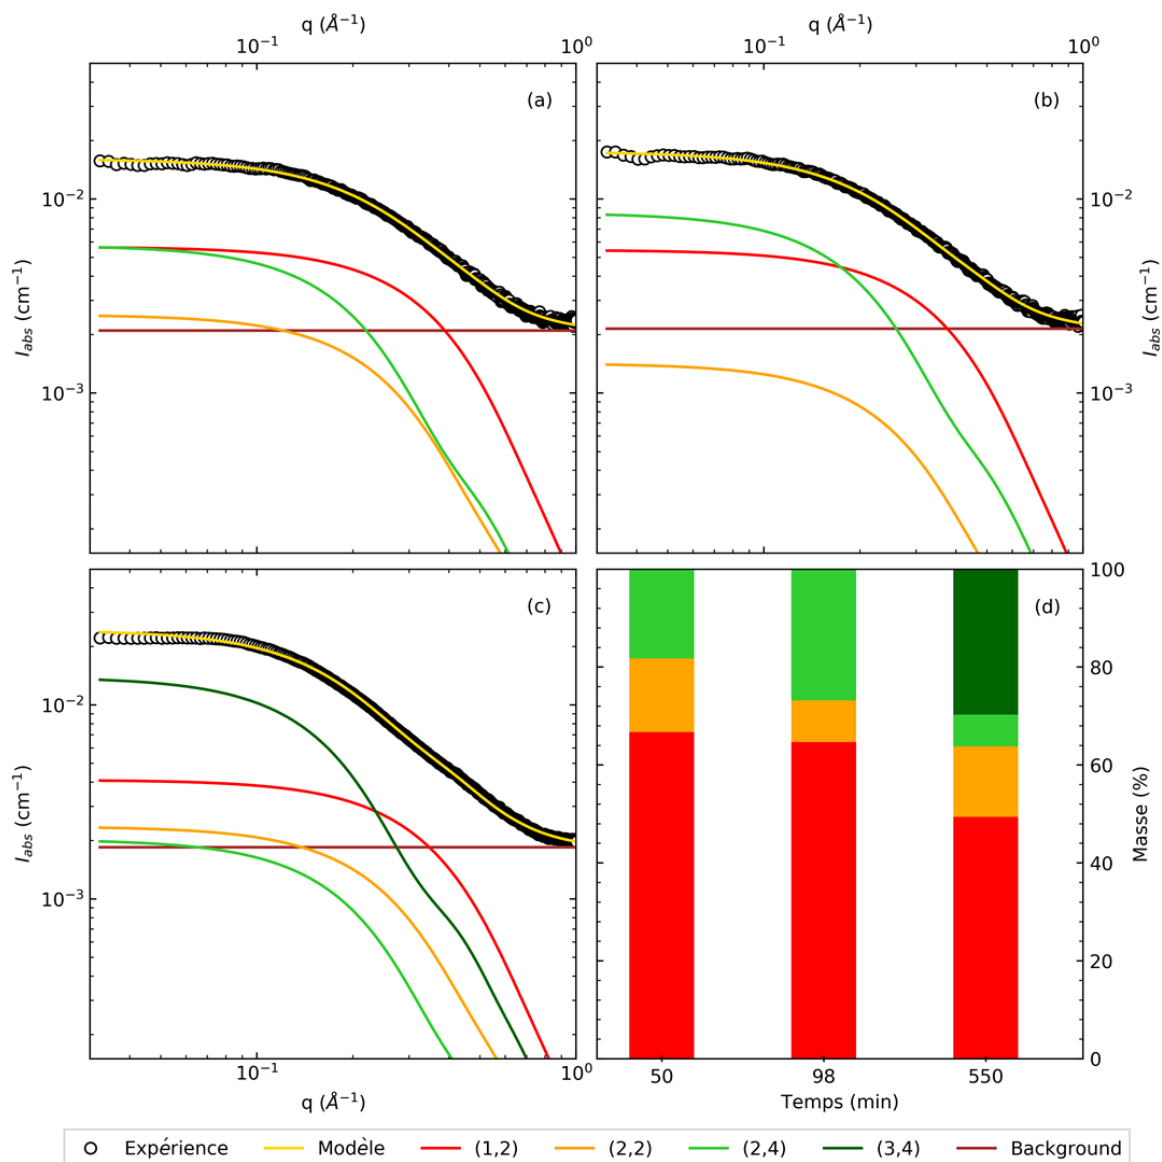 q (Å⁻¹) q (Å⁻¹)
10⁻¹ 10⁰ 10⁻¹ 10⁰
(a) (b)
10⁻² 10⁻²
I_abs (cm⁻¹) I_abs (cm⁻¹)
10⁻³ 10⁻³
(c) (d)
100
80
60
40
20
0
Masse (%)
10⁻²
I_abs (cm⁻¹)
10⁻³
10⁻¹ 10⁰
q (Å⁻¹)
50 98 550
Temps (min)
Expérience Modèle (1,2) (2,2) (2,4) (3,4) Background